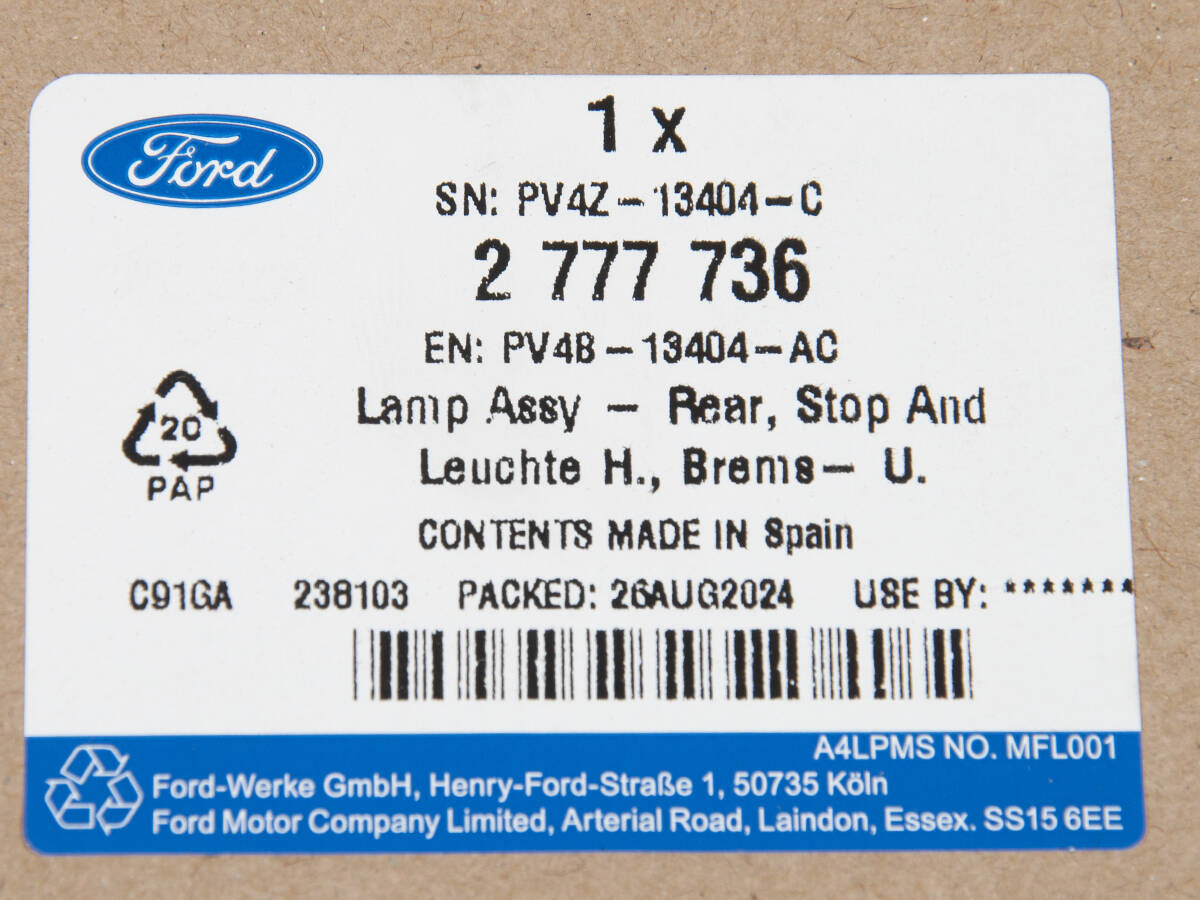 Ford
1 x
SN: PV4Z-13404-C
2 777 736
EN: PV4B-13404-AC
Lamp Assy - Rear, Stop And
Leuchte H., Brems- U.
20
PAP
CONTENTS MADE IN Spain
C91GA 238103 PACKED: 26AUG2024 USE BY: *******
A4LPMS NO. MFL001
Ford-Werke GmbH, Henry-Ford-Straße 1, 50735 Köln
Ford Motor Company Limited, Arterial Road, Laindon, Essex. SS15 6EE